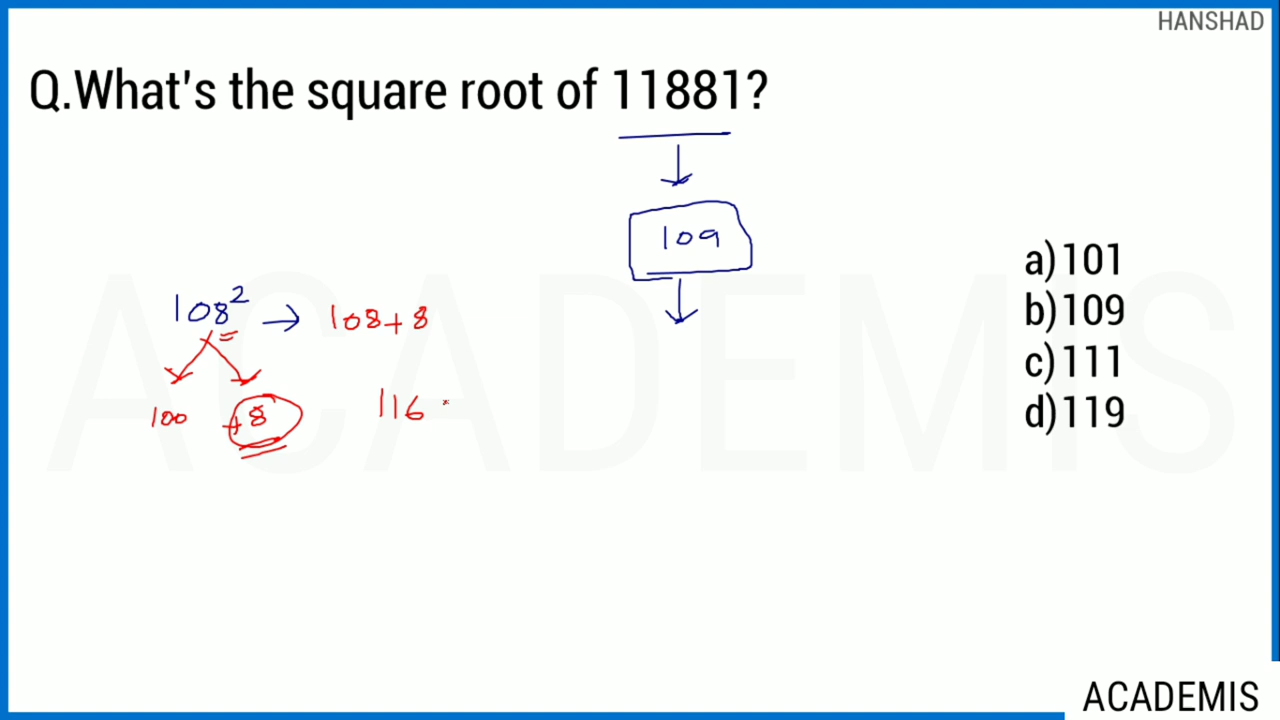 HANSHAD
Q.What's the square root of 11881?
109
a)101
b)109
c)111
d)119
108² → 108+8
100 +8
116
ACADEMIS
ACADEMIS